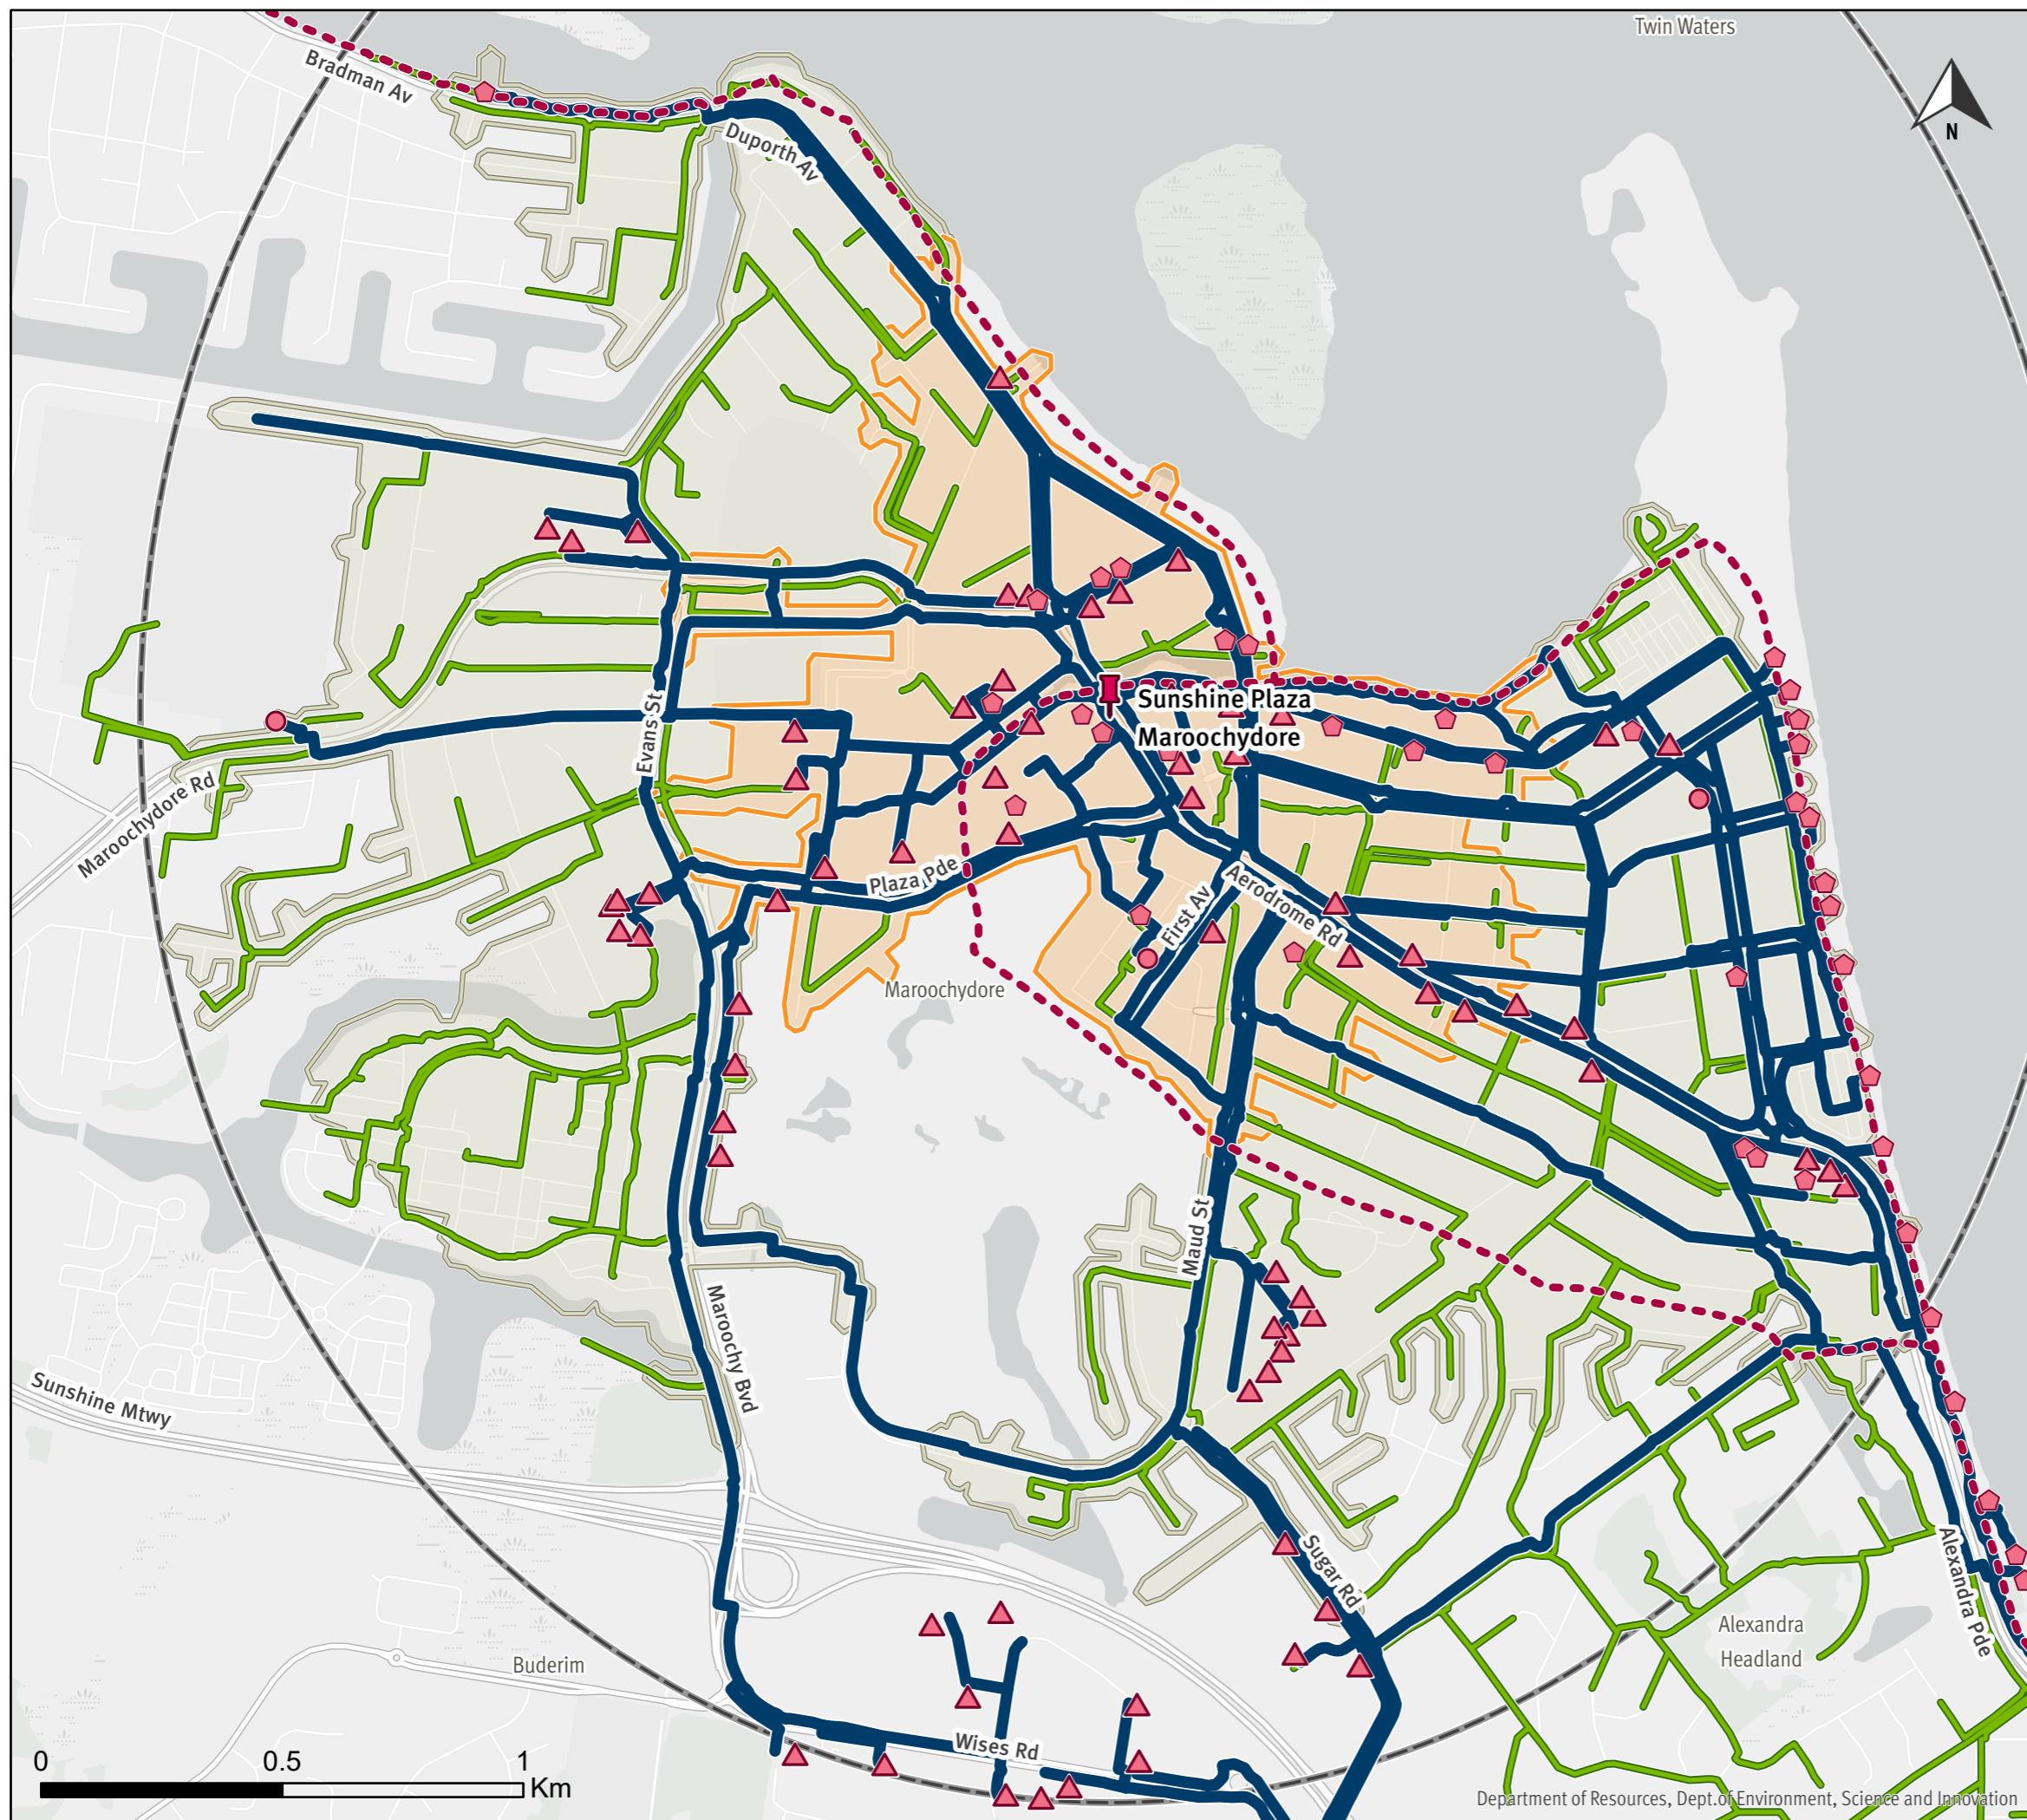 Twin Waters
Bradman Av
N
Duporth Av
Sunshine Plaza
Maroochydore
Evans St
Maroochydore Rd
Plaza Pde
Aerodrome Rd
First Av
Maroochydore
Maud St
Maroochy Bvd
Sunshine Mtwy
Sugar Rd
Alexandra Pde
Alexandra
Headland
Buderim
Wises Rd
0 0.5 1
Km
Department of Resources, Dept.of Environment, Science and Innovation